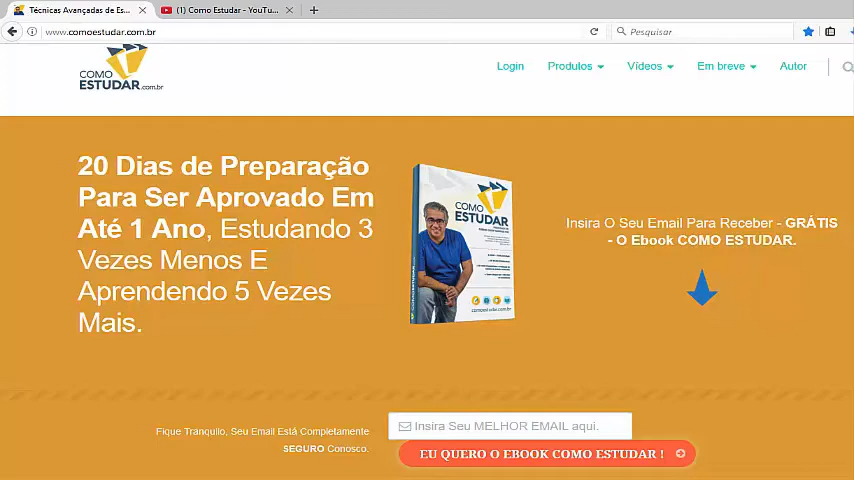 Técnicas Avançadas de Es...
(1) Como Estudar - YouTu...
www.comoestudar.com.br
Pesquisar
COMO
ESTUDAR.com.br
Login
Produtos
Vídeos
Em breve
Autor
20 Dias de Preparação
Para Ser Aprovado Em
Até 1 Ano, Estudando 3
Vezes Menos E
Aprendendo 5 Vezes
Mais.
COMO
ESTUDAR
comoestudar.com.br
Insira O Seu Email Para Receber - GRÁTIS
- O Ebook COMO ESTUDAR.
Fique Tranquilo, Seu Email Está Completamente
SEGURO Conosco.
Insira Seu MELHOR EMAIL aqui.
EU QUERO O EBOOK COMO ESTUDAR !